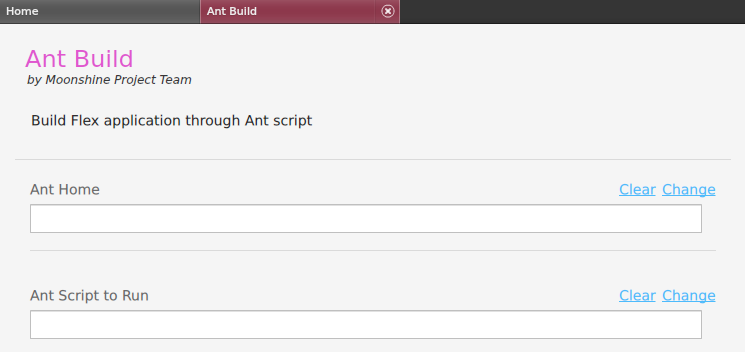 Home
Ant Build
Ant Build
by Moonshine Project Team
Build Flex application through Ant script
Ant Home Clear Change
Ant Script to Run Clear Change